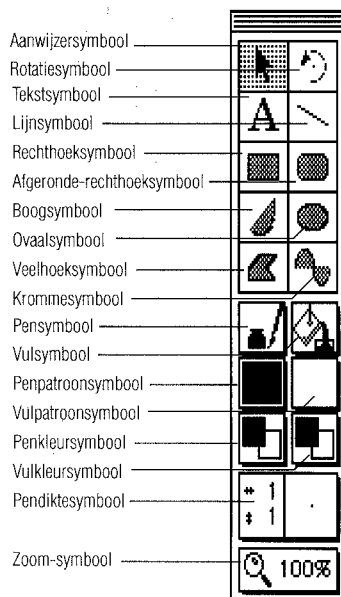 Aanwijzersymbool
Rotatiesymbool
Tekstsymbool
A
Lijnsymbool
Rechthoeksymbool
Afgeronde-rechthoeksymbool
Boogsymbool
Ovaalsymbool
Veelhoeksymbool
Krommesymbool
Pensymbool
Vulsymbool
Penpatroonsymbool
Vulpatroonsymbool
Penkleursymbool
Vulkleursymbool
Pendiktesymbool
1
1
Zoom-symbool
100%